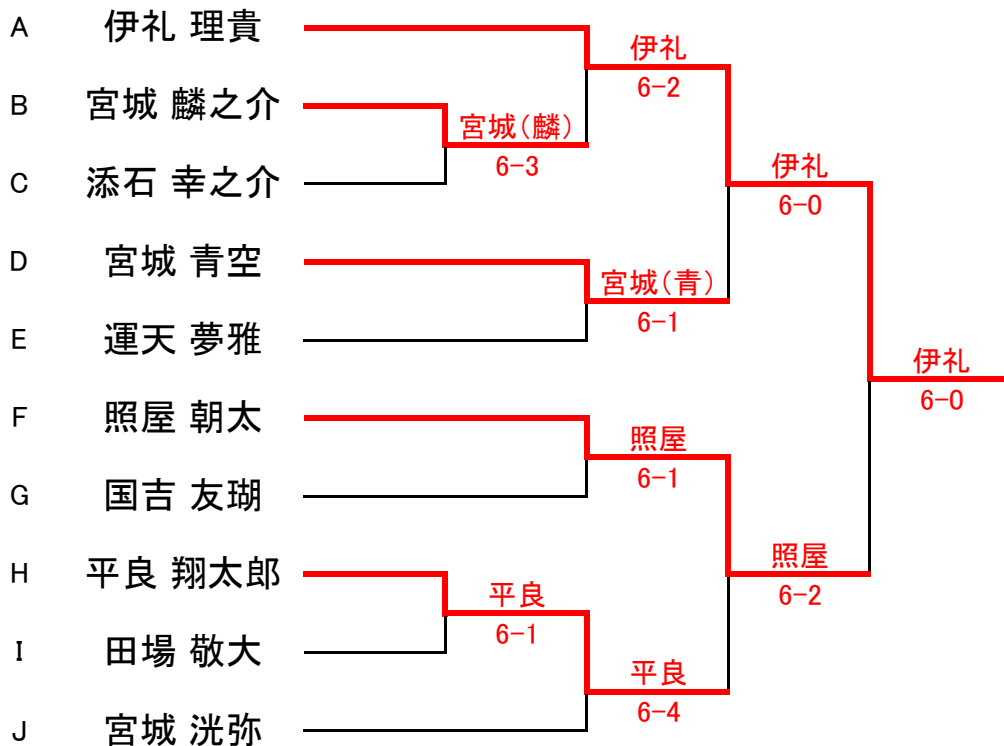 A 伊礼 理貴
伊礼
6-2
B 宮城 麟之介
宮城(麟)
6-3
C 添石 幸之介
伊礼
6-0
D 宮城 青空
宮城(青)
6-1
E 運天 夢雅
伊礼
6-0
F 照屋 朝太
照屋
6-1
G 国吉 友瑚
H 平良 翔太郎
照屋
6-2
平良
6-1
I 田場 敬大
平良
6-4
J 宮城 洸弥